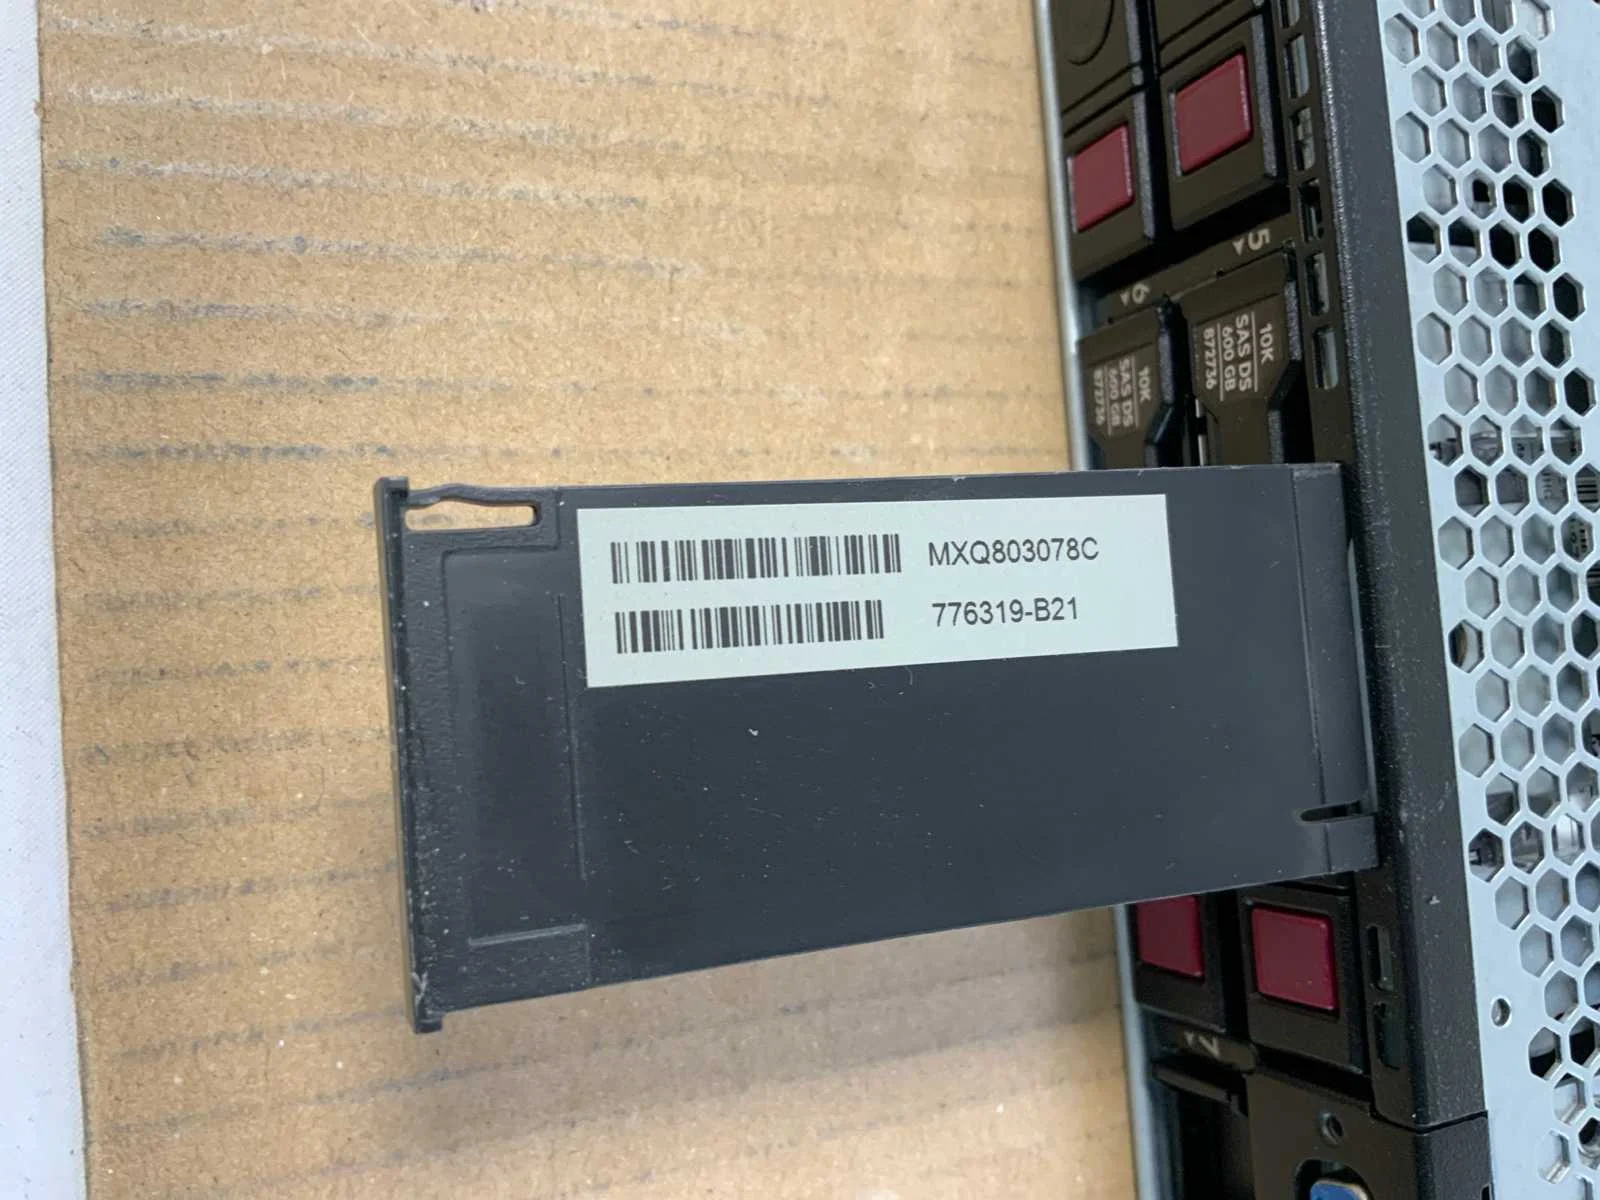 MXQ803078C
776319-B21
5
6
10K
SAS DS
600 GB
872736
10K
SAS DS
600 GB
872736
7